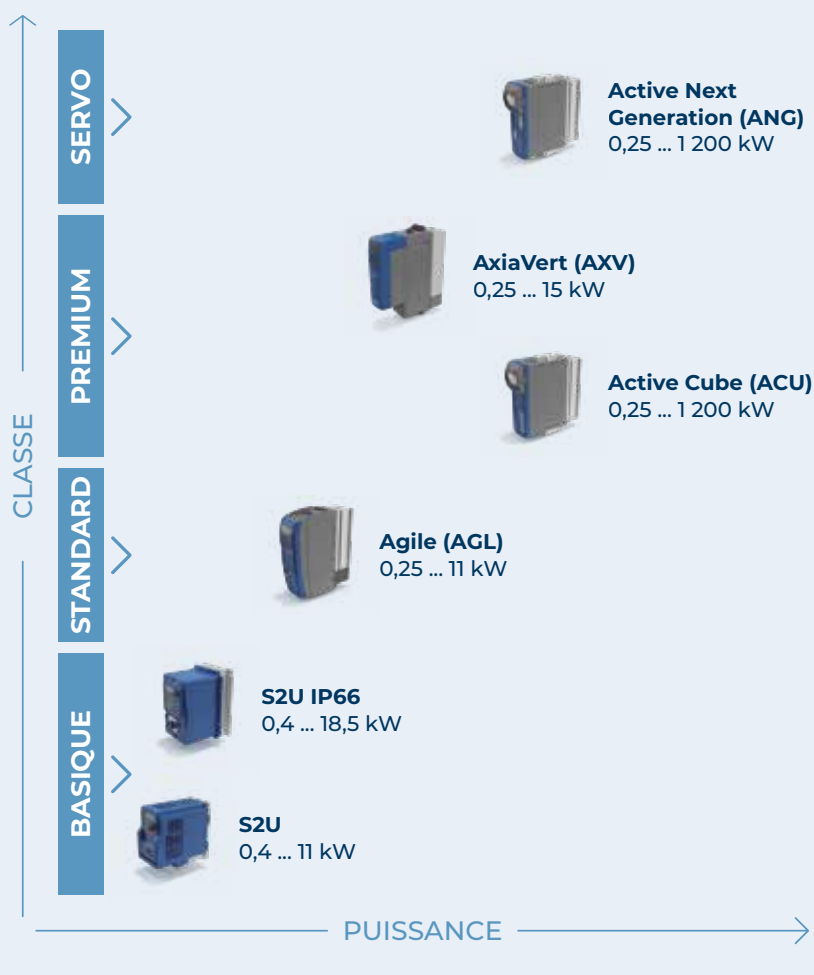 SERVO
Active Next
Generation (ANG)
0,25 ... 1 200 kW
PREMIUM
AxiaVert (AXV)
0,25 ... 15 kW
Active Cube (ACU)
0,25 ... 1 200 kW
CLASSE
STANDARD
Agile (AGL)
0,25 ... 11 kW
BASIQUE
S2U IP66
0,4 ... 18,5 kW
S2U
0,4 ... 11 kW
PUISSANCE